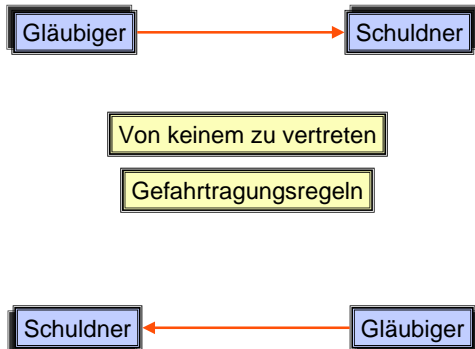 Gläubiger Schuldner
Von keinem zu vertreten
Gefahrtragungsregeln
Schuldner Gläubiger